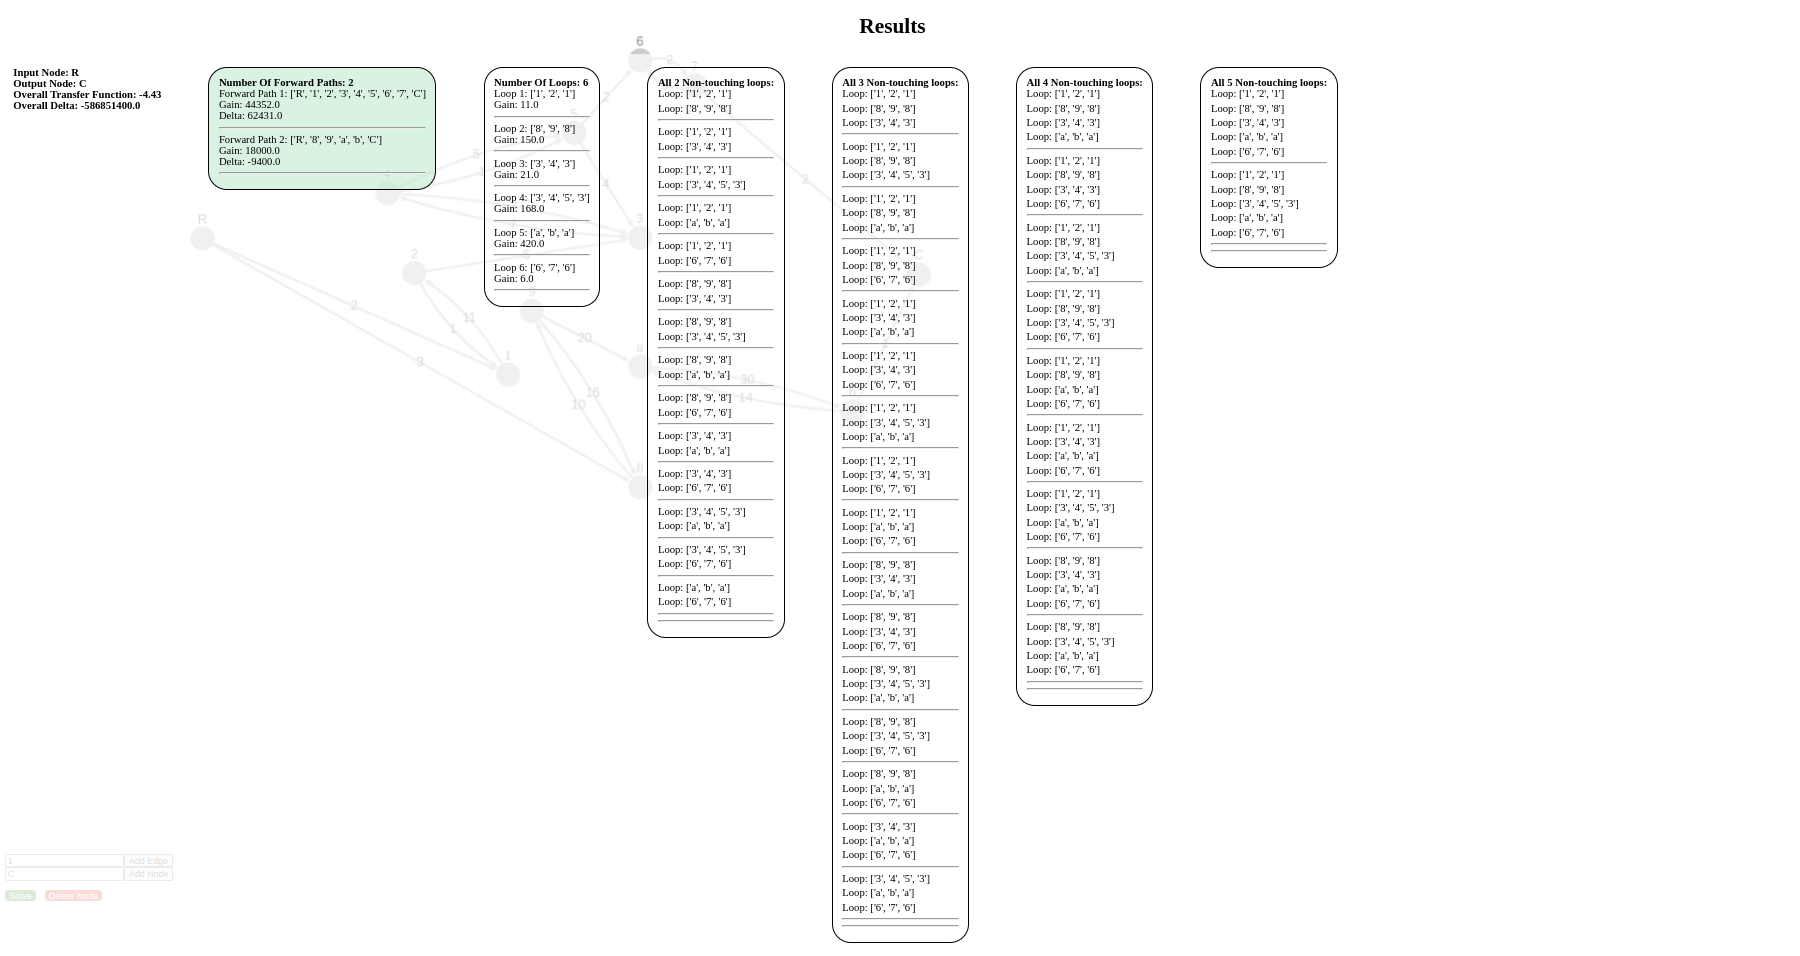 Results
Input Node: R
Output Node: C
Overall Transfer Function: -4.43
Overall Delta: -586851400.0
Number Of Forward Paths: 2
Forward Path 1: ['R', '1', '2', '3', '4', '5', '6', '7', 'C']
Gain: 44352.0
Delta: 62431.0
Forward Path 2: ['R', '8', '9', 'a', 'b', 'C']
Gain: 18000.0
Delta: -9400.0
Number Of Loops: 6
Loop 1: ['1', '2', '1']
Gain: 11.0
Loop 2: ['8', '9', '8']
Gain: 150.0
Loop 3: ['3', '4', '3']
Gain: 21.0
Loop 4: ['3', '4', '5', '3']
Gain: 168.0
Loop 5: ['a', 'b', 'a']
Gain: 420.0
Loop 6: ['6', '7', '6']
Gain: 6.0
All 2 Non-touching loops:
Loop: ['1', '2', '1']
Loop: ['8', '9', '8']
Loop: ['1', '2', '1']
Loop: ['3', '4', '3']
Loop: ['1', '2', '1']
Loop: ['3', '4', '5', '3']
Loop: ['1', '2', '1']
Loop: ['a', 'b', 'a']
Loop: ['1', '2', '1']
Loop: ['6', '7', '6']
Loop: ['8', '9', '8']
Loop: ['3', '4', '3']
Loop: ['8', '9', '8']
Loop: ['3', '4', '5', '3']
Loop: ['8', '9', '8']
Loop: ['a', 'b', 'a']
Loop: ['8', '9', '8']
Loop: ['6', '7', '6']
Loop: ['3', '4', '3']
Loop: ['a', 'b', 'a']
Loop: ['3', '4', '3']
Loop: ['6', '7', '6']
Loop: ['3', '4', '5', '3']
Loop: ['a', 'b', 'a']
Loop: ['3', '4', '5', '3']
Loop: ['6', '7', '6']
Loop: ['a', 'b', 'a']
Loop: ['6', '7', '6']
All 3 Non-touching loops:
Loop: ['1', '2', '1']
Loop: ['8', '9', '8']
Loop: ['3', '4', '3']
Loop: ['1', '2', '1']
Loop: ['8', '9', '8']
Loop: ['3', '4', '5', '3']
Loop: ['1', '2', '1']
Loop: ['8', '9', '8']
Loop: ['a', 'b', 'a']
Loop: ['1', '2', '1']
Loop: ['8', '9', '8']
Loop: ['6', '7', '6']
Loop: ['1', '2', '1']
Loop: ['3', '4', '3']
Loop: ['a', 'b', 'a']
Loop: ['1', '2', '1']
Loop: ['3', '4', '3']
Loop: ['6', '7', '6']
Loop: ['1', '2', '1']
Loop: ['3', '4', '5', '3']
Loop: ['a', 'b', 'a']
Loop: ['1', '2', '1']
Loop: ['3', '4', '5', '3']
Loop: ['6', '7', '6']
Loop: ['1', '2', '1']
Loop: ['a', 'b', 'a']
Loop: ['6', '7', '6']
Loop: ['8', '9', '8']
Loop: ['3', '4', '3']
Loop: ['a', 'b', 'a']
Loop: ['8', '9', '8']
Loop: ['3', '4', '3']
Loop: ['6', '7', '6']
Loop: ['8', '9', '8']
Loop: ['3', '4', '5', '3']
Loop: ['a', 'b', 'a']
Loop: ['8', '9', '8']
Loop: ['3', '4', '5', '3']
Loop: ['6', '7', '6']
Loop: ['8', '9', '8']
Loop: ['a', 'b', 'a']
Loop: ['6', '7', '6']
Loop: ['3', '4', '3']
Loop: ['a', 'b', 'a']
Loop: ['6', '7', '6']
Loop: ['3', '4', '5', '3']
Loop: ['a', 'b', 'a']
Loop: ['6', '7', '6']
All 4 Non-touching loops:
Loop: ['1', '2', '1']
Loop: ['8', '9', '8']
Loop: ['3', '4', '3']
Loop: ['a', 'b', 'a']
Loop: ['1', '2', '1']
Loop: ['8', '9', '8']
Loop: ['3', '4', '3']
Loop: ['6', '7', '6']
Loop: ['1', '2', '1']
Loop: ['8', '9', '8']
Loop: ['3', '4', '5', '3']
Loop: ['a', 'b', 'a']
Loop: ['1', '2', '1']
Loop: ['8', '9', '8']
Loop: ['3', '4', '5', '3']
Loop: ['6', '7', '6']
Loop: ['1', '2', '1']
Loop: ['8', '9', '8']
Loop: ['a', 'b', 'a']
Loop: ['6', '7', '6']
Loop: ['1', '2', '1']
Loop: ['3', '4', '3']
Loop: ['a', 'b', 'a']
Loop: ['6', '7', '6']
Loop: ['1', '2', '1']
Loop: ['3', '4', '5', '3']
Loop: ['a', 'b', 'a']
Loop: ['6', '7', '6']
Loop: ['8', '9', '8']
Loop: ['3', '4', '3']
Loop: ['a', 'b', 'a']
Loop: ['6', '7', '6']
Loop: ['8', '9', '8']
Loop: ['3', '4', '5', '3']
Loop: ['a', 'b', 'a']
Loop: ['6', '7', '6']
All 5 Non-touching loops:
Loop: ['1', '2', '1']
Loop: ['8', '9', '8']
Loop: ['3', '4', '3']
Loop: ['a', 'b', 'a']
Loop: ['6', '7', '6']
Loop: ['1', '2', '1']
Loop: ['8', '9', '8']
Loop: ['3', '4', '5', '3']
Loop: ['a', 'b', 'a']
Loop: ['6', '7', '6']
6
2
2
5
5
4
2
R
2
3
11
1
2
3
1
9
20
a
15
10
30
14
8
C
1 Add Edge
C Add Node
Solve Delete Node